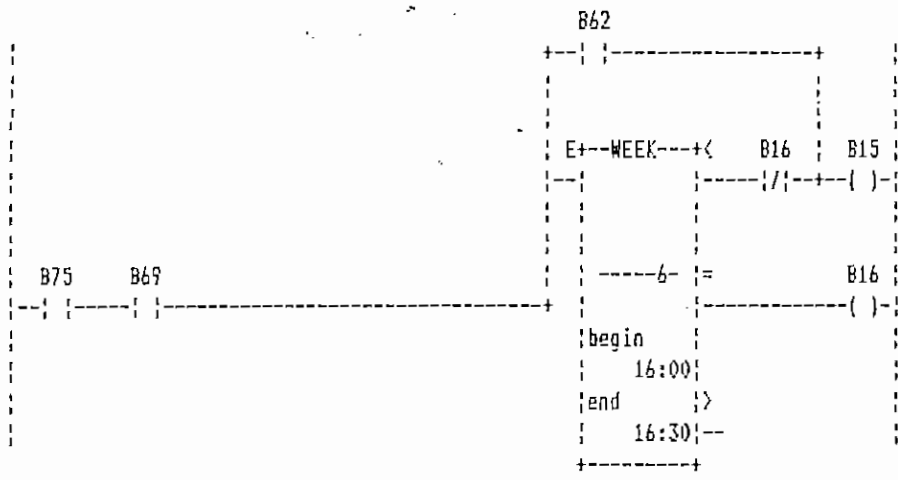 B62
E WEEK < B16 B15
B75 B69 -----6- = B16
begin
16:00
end >
16:30